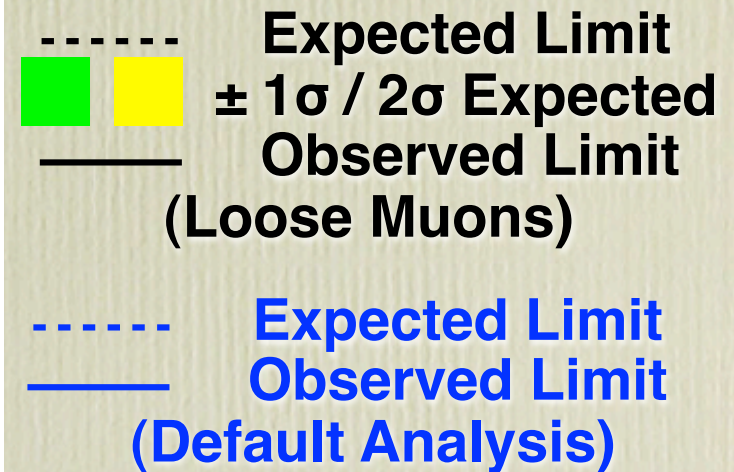 Expected Limit
± 1σ / 2σ Expected
Observed Limit
(Loose Muons)
Expected Limit
Observed Limit
(Default Analysis)